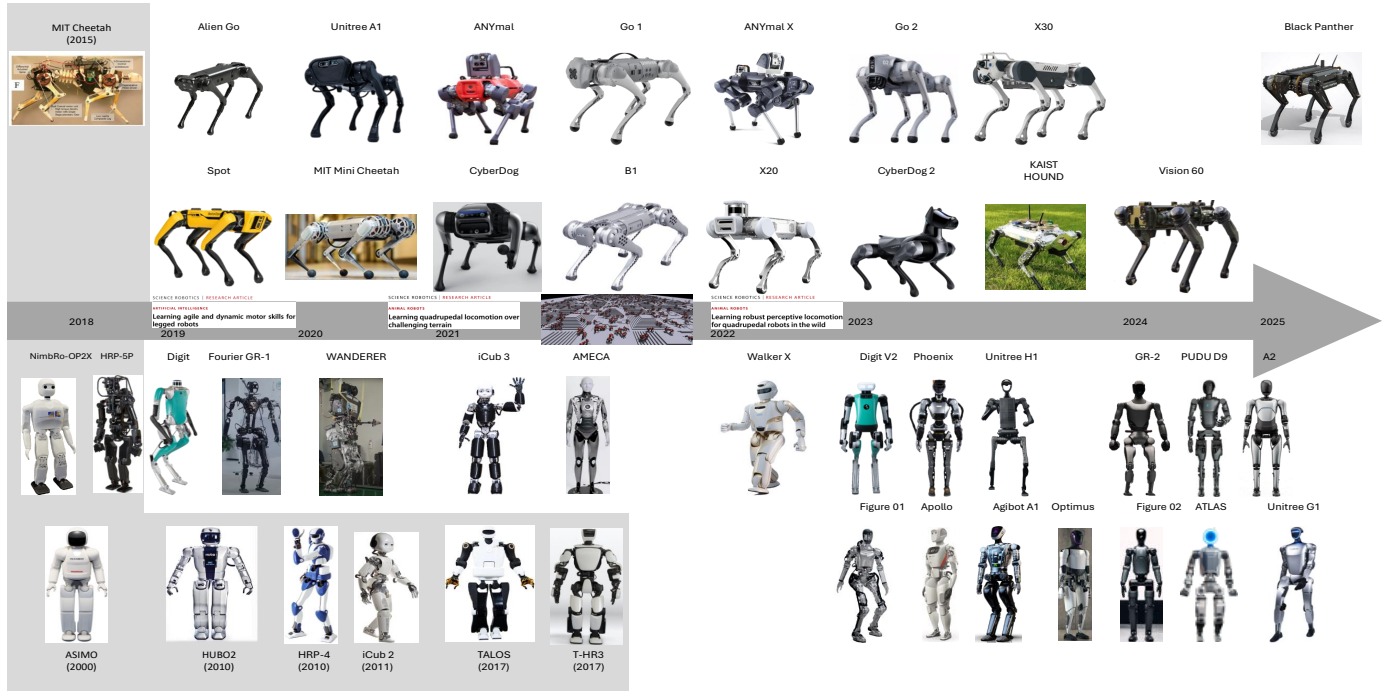 MIT Cheetah
(2015)
Alien Go
Unitree A1
ANYmal
Go 1
ANYmal X
Go 2
X30
Black Panther
F
Spot
MIT Mini Cheetah
CyberDog
B1
X20
CyberDog 2
KAIST
HOUND
Vision 60
SCIENCE ROBOTICS | RESEARCH ARTICLE
ARTIFICIAL INTELLIGENCE
Learning agile and dynamic motor skills for
legged robots
SCIENCE ROBOTICS | RESEARCH ARTICLE
ANIMAL ROBOTS
Learning quadrupedal locomotion over
challenging terrain
SCIENCE ROBOTICS | RESEARCH ARTICLE
ANIMAL ROBOTS
Learning robust perceptive locomotion
for quadrupedal robots in the wild
2018
2019
2020
2021
2022
2023
2024
2025
NimbRo-OP2X
HRP-5P
Digit
Fourier GR-1
WANDERER
iCub 3
AMECA
Walker X
Digit V2
Phoenix
Unitree H1
GR-2
PUDU D9
A2
Figure 01
Apollo
Agibot A1
Optimus
Figure 02
ATLAS
Unitree G1
ASIMO
(2000)
HUBO2
(2010)
HRP-4
(2010)
iCub 2
(2011)
TALOS
(2017)
T-HR3
(2017)